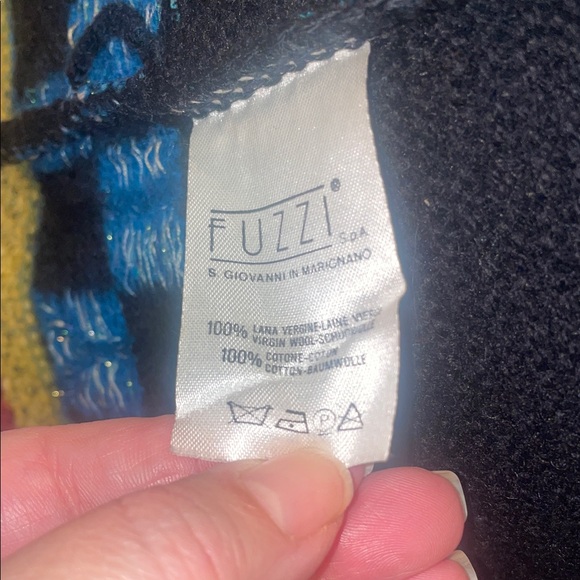 FUZZI®
S.p.A.
S. GIOVANNI IN MARIGNANO
100% LANA VERGINE-LAINE VIERGE
VIRGIN WOOL-SCHURWOLLE
100% COTONE-COTON
COTTON-BAUMWOLLE
P